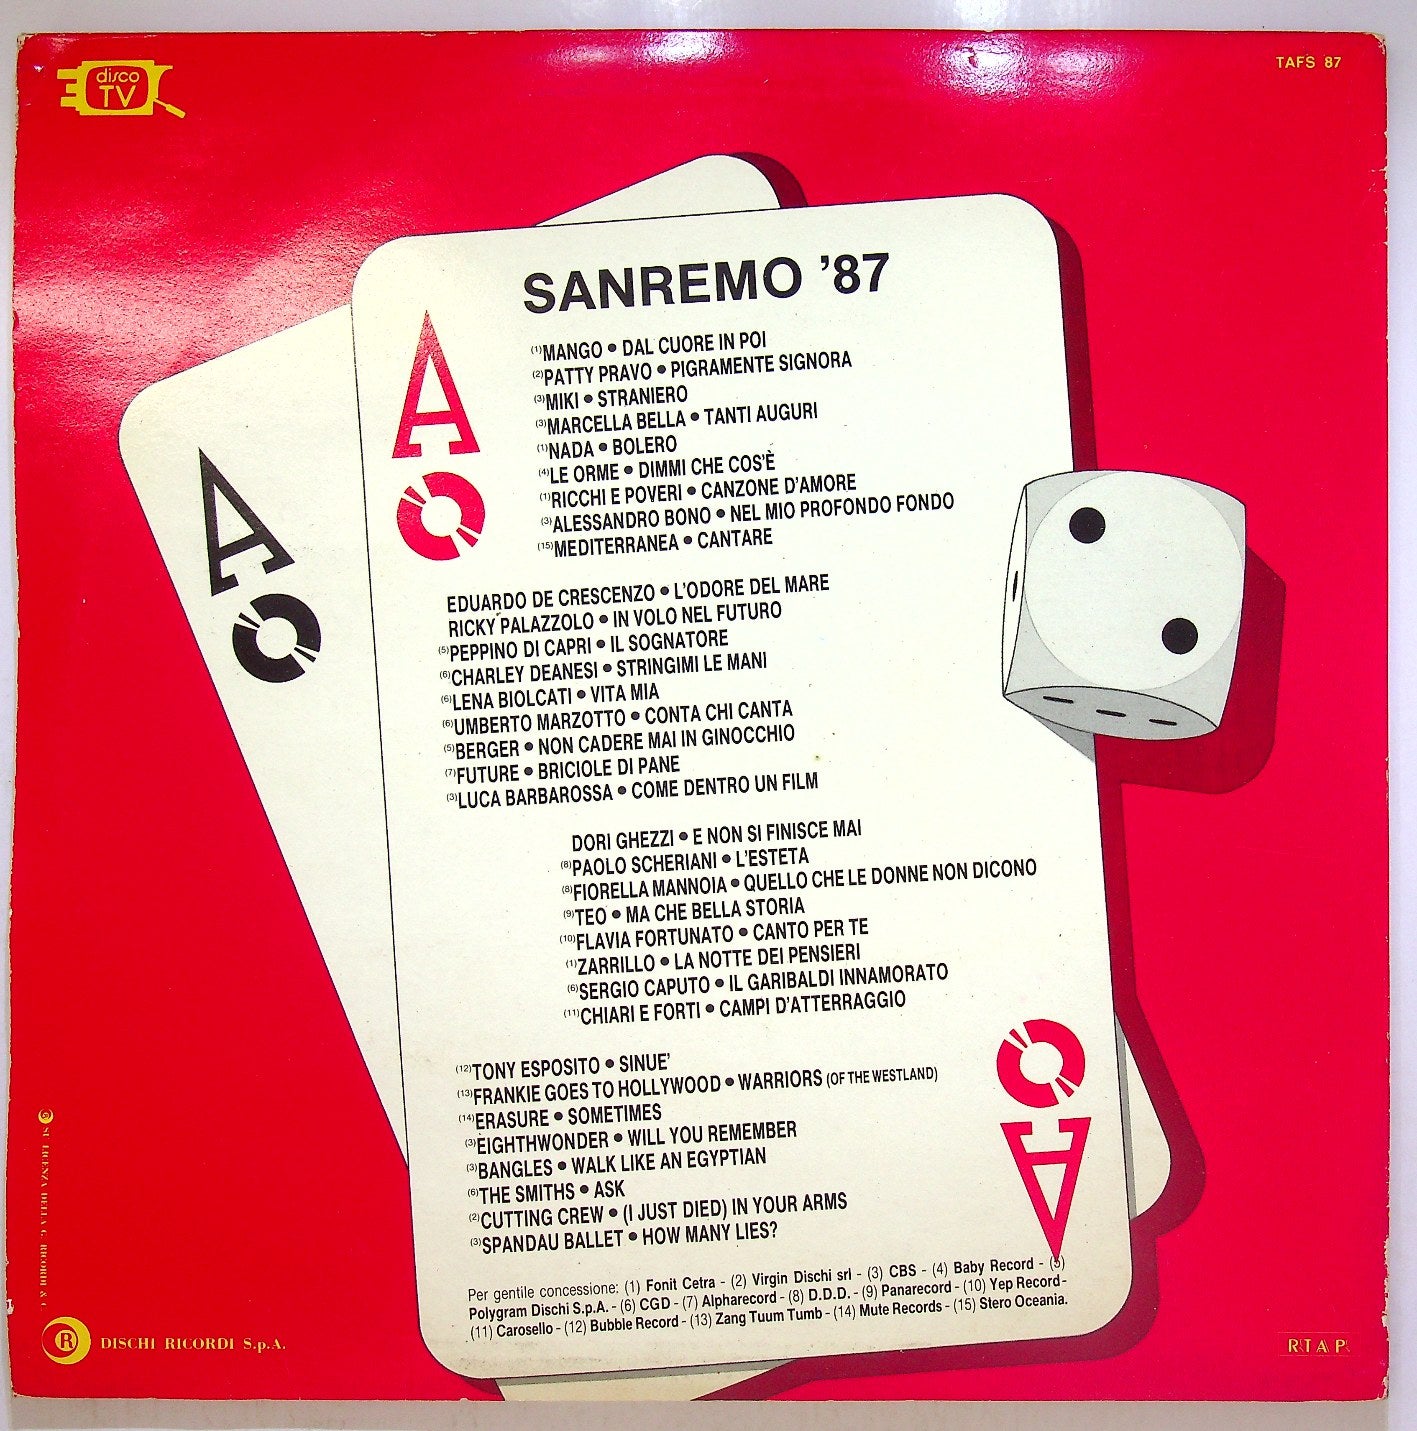 disco
TV
TAFS 87
SANREMO '87
A
A
(1)MANGO • DAL CUORE IN POI
(2)PATTY PRAVO • PIGRAMENTE SIGNORA
(3)MIKI • STRANIERO
(3)MARCELLA BELLA • TANTI AUGURI
(1)NADA • BOLERO
(4)LE ORME • DIMMI CHE COS'È
(1)RICCHI E POVERI • CANZONE D'AMORE
(3)ALESSANDRO BONO • NEL MIO PROFONDO FONDO
(15)MEDITERRANEA • CANTARE
EDUARDO DE CRESCENZO • L'ODORE DEL MARE
RICKY PALAZZOLO • IN VOLO NEL FUTURO
(5)PEPPINO DI CAPRI • IL SOGNATORE
(6)CHARLEY DEANESI • STRINGIMI LE MANI
(6)LENA BIOLCATI • VITA MIA
(6)UMBERTO MARZOTTO • CONTA CHI CANTA
(5)BERGER • NON CADERE MAI IN GINOCCHIO
(7)FUTURE • BRICIOLE DI PANE
(3)LUCA BARBAROSSA • COME DENTRO UN FILM
DORI GHEZZI • E NON SI FINISCE MAI
(8)PAOLO SCHERIANI • L'ESTETA
(8)FIORELLA MANNOIA • QUELLO CHE LE DONNE NON DICONO
(9)TEO • MA CHE BELLA STORIA
(10)FLAVIA FORTUNATO • CANTO PER TE
(1)ZARRILLO • LA NOTTE DEI PENSIERI
(6)SERGIO CAPUTO • IL GARIBALDI INNAMORATO
(11)CHIARI E FORTI • CAMPI D'ATTERRAGGIO
(12)TONY ESPOSITO • SINUE'
(13)FRANKIE GOES TO HOLLYWOOD • WARRIORS (OF THE WESTLAND)
(14)ERASURE • SOMETIMES
(3)EIGHTHWONDER • WILL YOU REMEMBER
(3)BANGLES • WALK LIKE AN EGYPTIAN
(6)THE SMITHS • ASK
(2)CUTTING CREW • (I JUST DIED) IN YOUR ARMS
(3)SPANDAU BALLET • HOW MANY LIES?
A
Per gentile concessione: (1) Fonit Cetra - (2) Virgin Dischi srl - (3) CBS - (4) Baby Record - (5)
Polygram Dischi S.p.A. - (6) CGD - (7) Alpharecord - (8) D.D.D. - (9) Panarecord - (10) Yep Record -
(11) Carosello - (12) Bubble Record - (13) Zang Tuum Tumb - (14) Mute Records - (15) Stero Oceania.
G SU LICENZA DELLA G. RICORDI & C.
R DISCHI RICORDI S.p.A.
RTAP